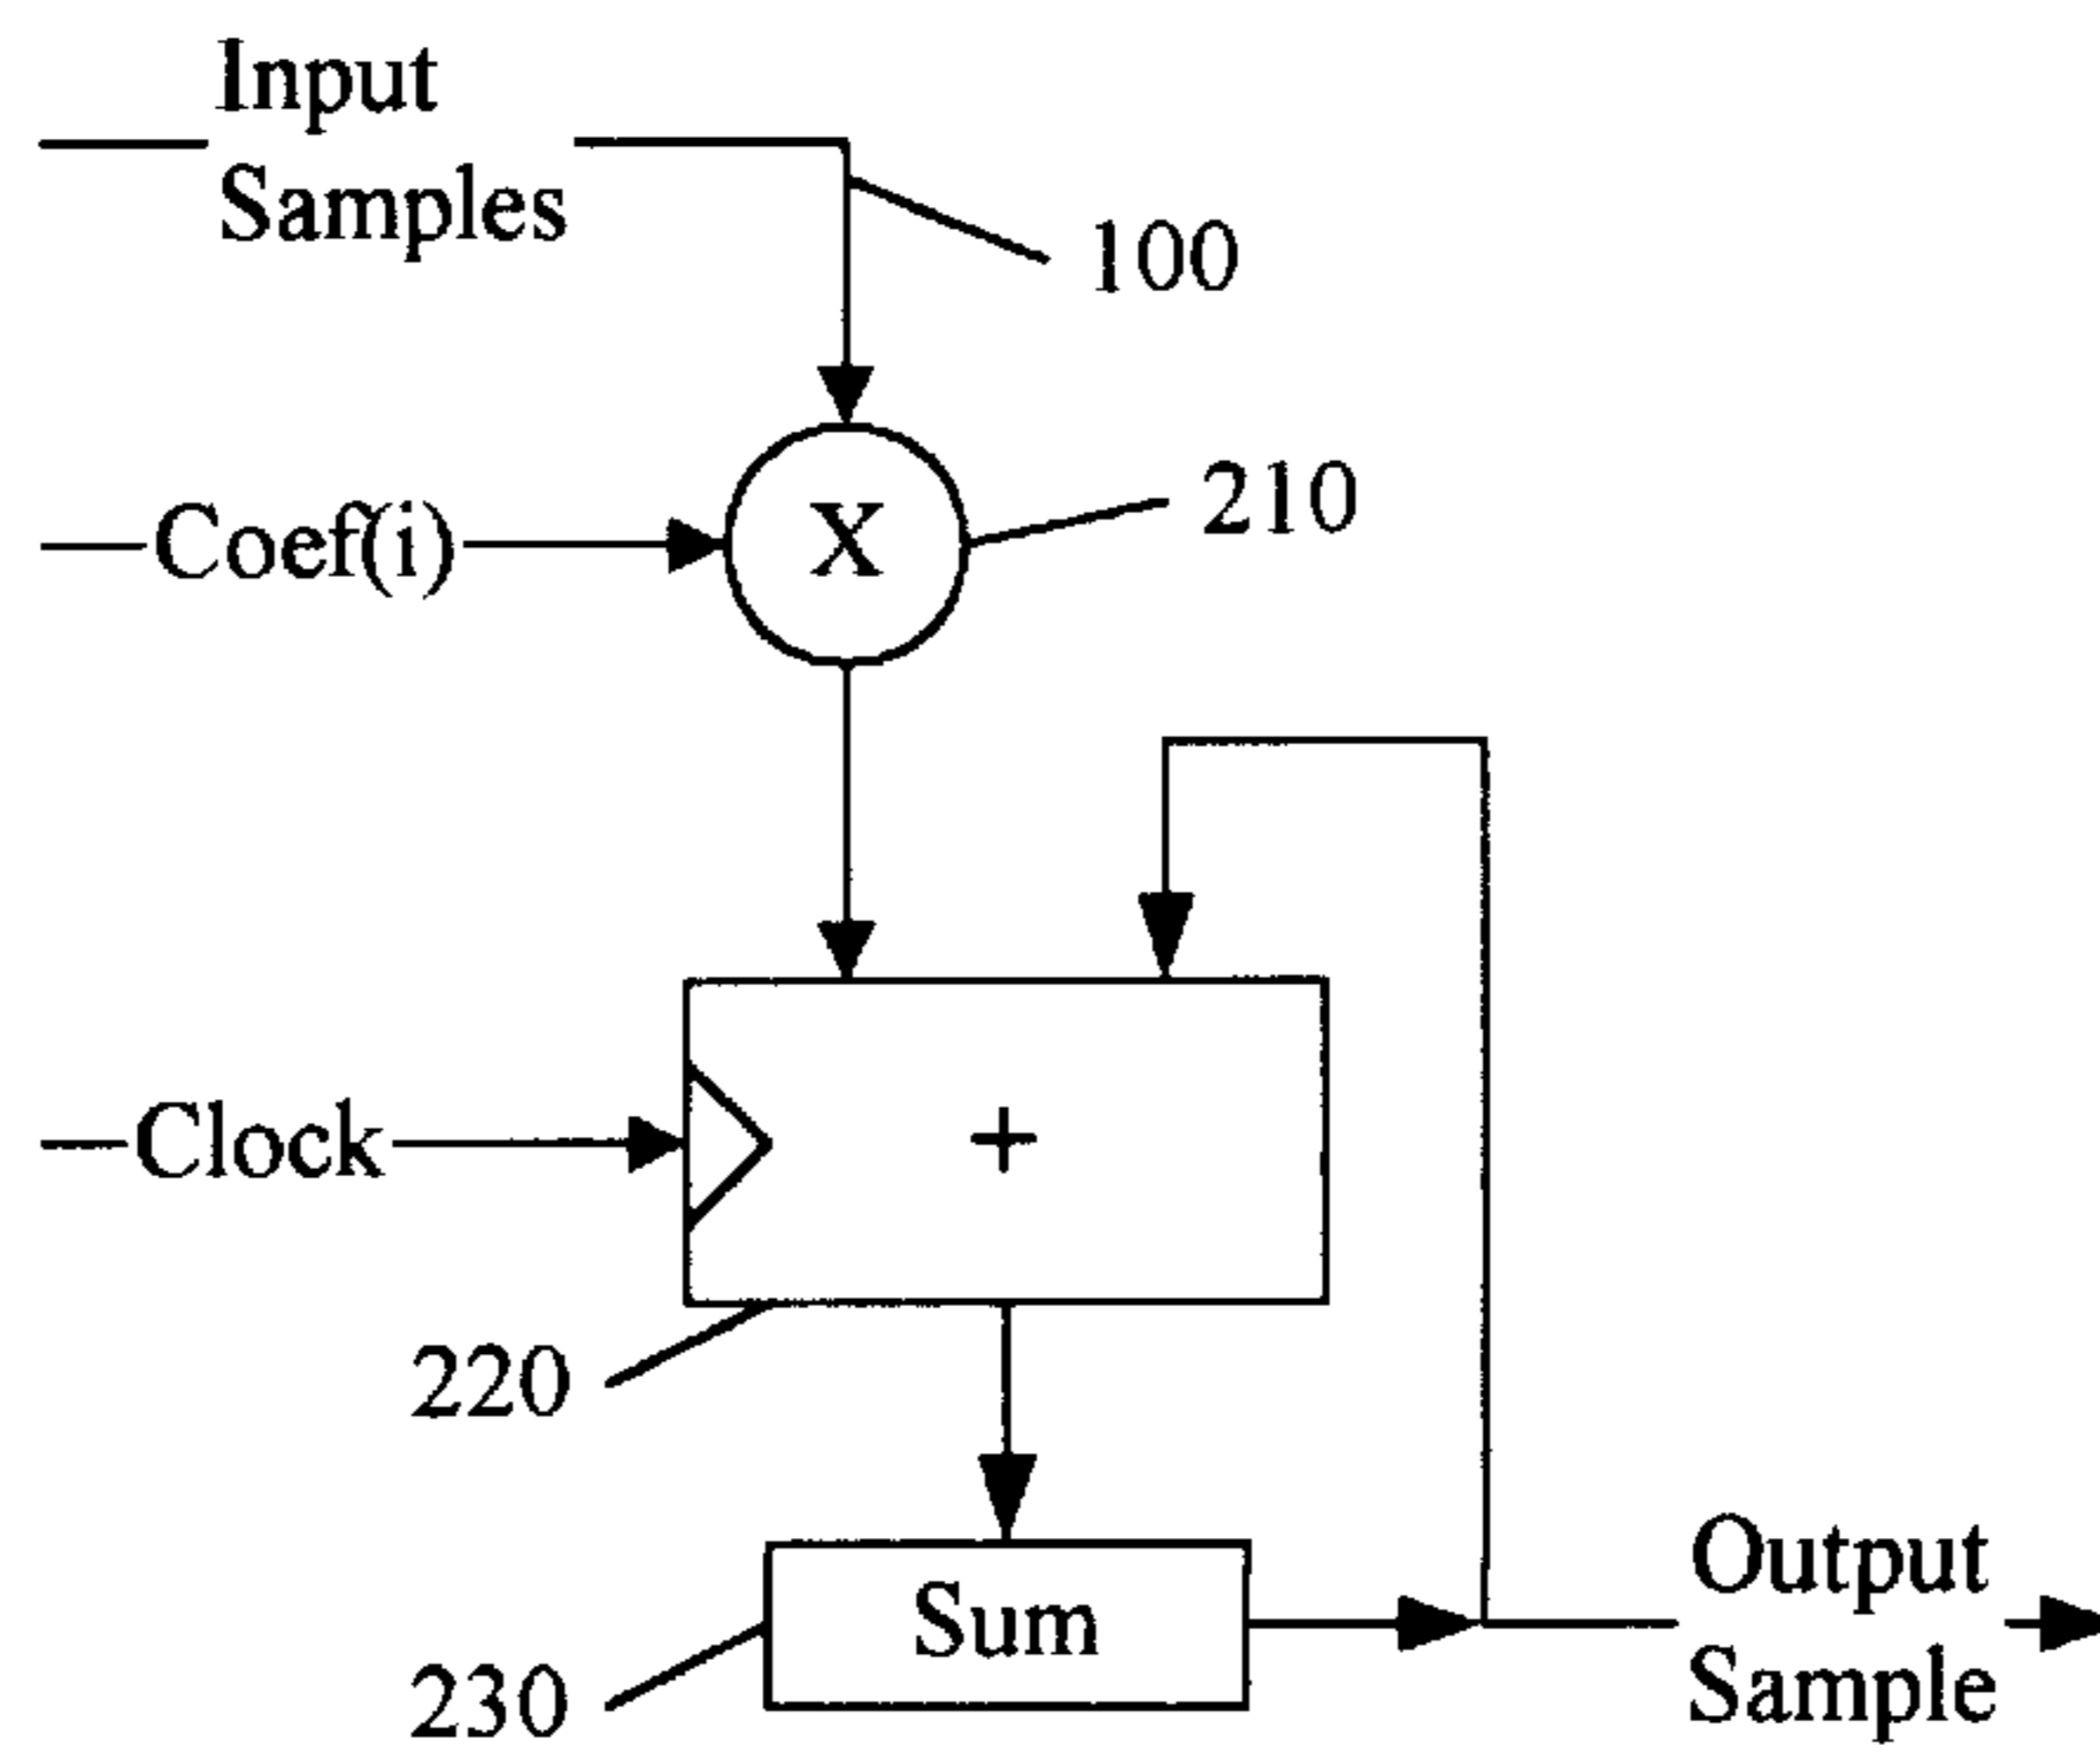 Input
Samples
100
Coef(i)
X
210
Clock
+
220
Sum
230
Output
Sample